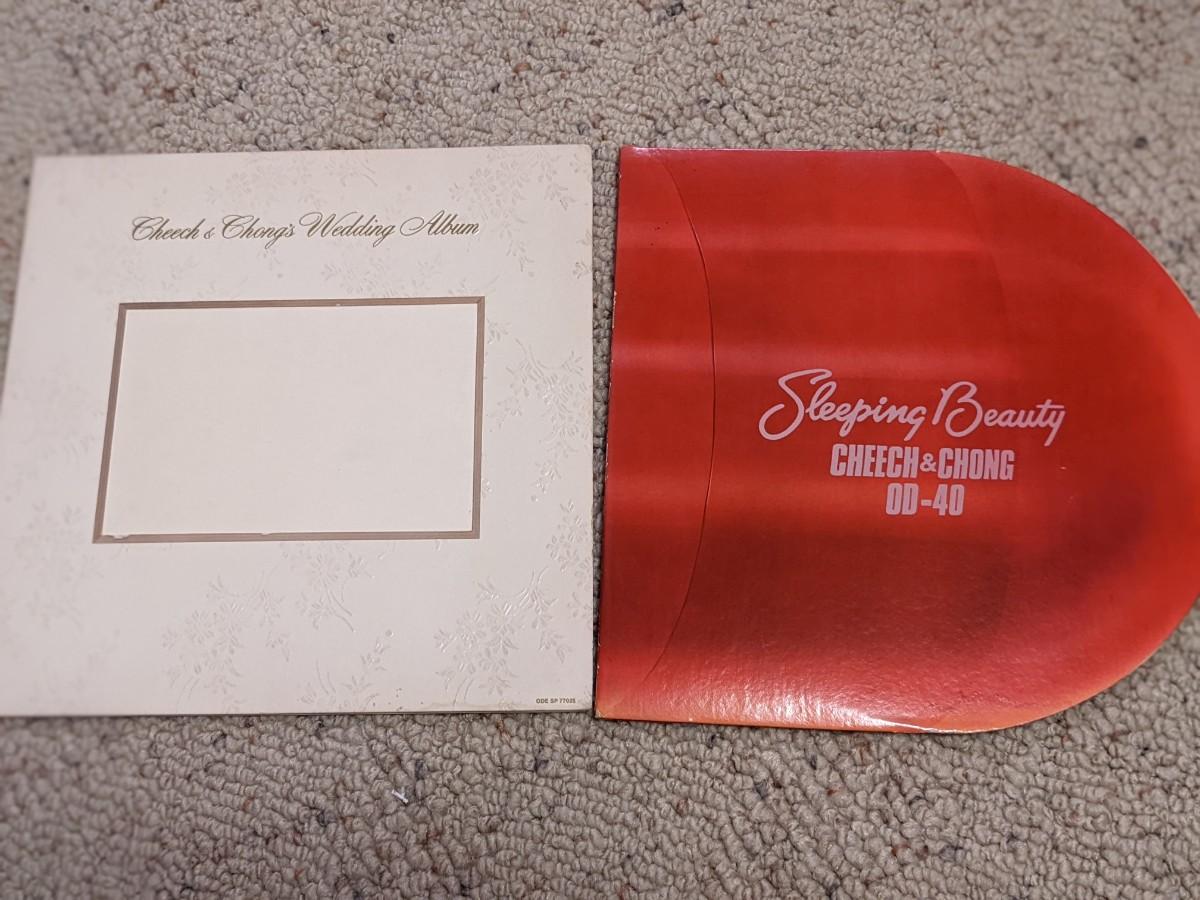 Cheech & Chong's Wedding Album
ODE SP 77025
Sleeping Beauty
CHEECH & CHONG
OD-40